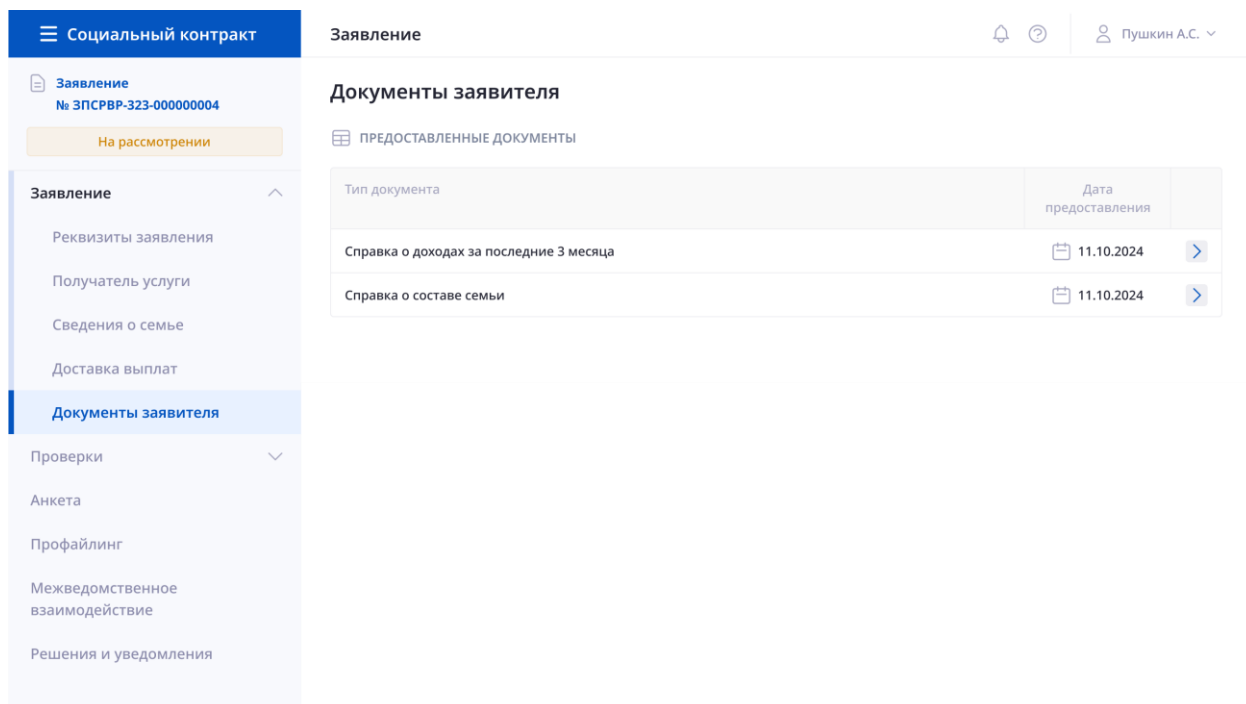 Социальный контракт
Заявление
Пушкин А.С.
Заявление
№ ЗПСРВР-323-000000004
На рассмотрении
Заявление
Реквизиты заявления
Получатель услуги
Сведения о семье
Доставка выплат
Документы заявителя
Проверки
Анкета
Профайлинг
Межведомственное
взаимодействие
Решения и уведомления
Документы заявителя
ПРЕДОСТАВЛЕННЫЕ ДОКУМЕНТЫ
Тип документа
Дата
предоставления
Справка о доходах за последние 3 месяца
11.10.2024
Справка о составе семьи
11.10.2024